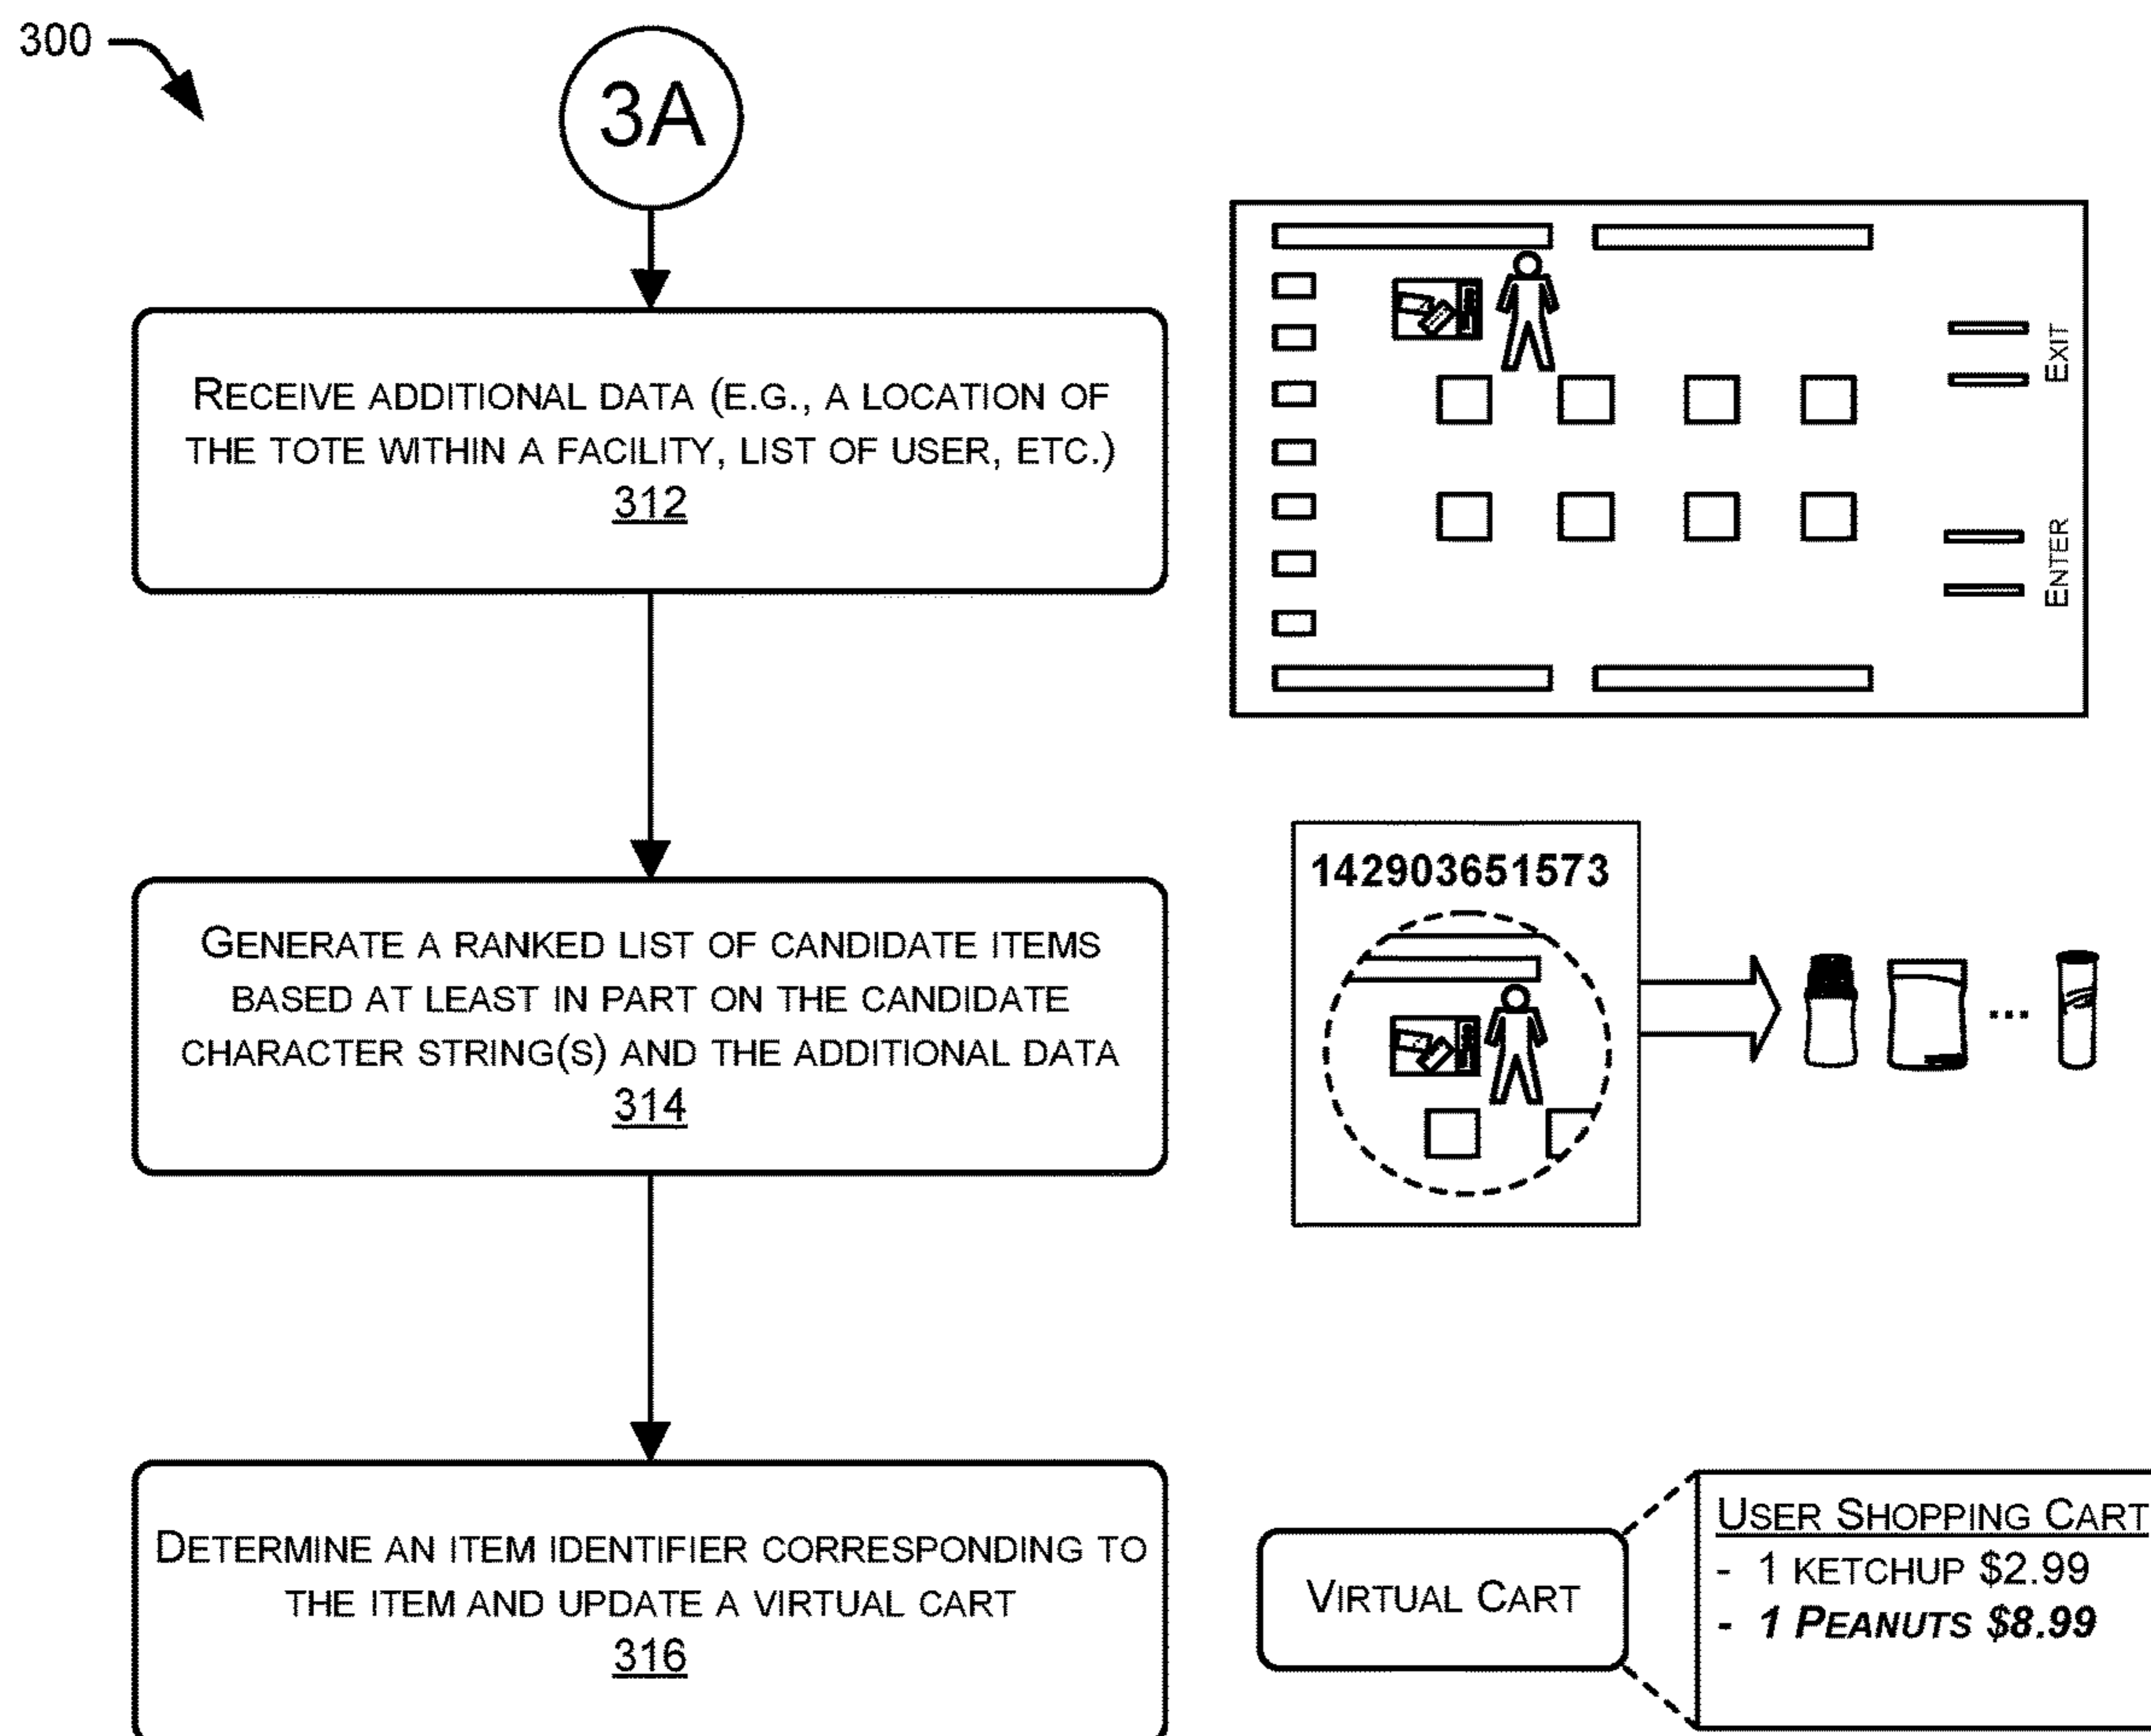 300
3A
RECEIVE ADDITIONAL DATA (E.G., A LOCATION OF
THE TOTE WITHIN A FACILITY, LIST OF USER, ETC.)
312
EXIT
ENTER
GENERATE A RANKED LIST OF CANDIDATE ITEMS
BASED AT LEAST IN PART ON THE CANDIDATE
CHARACTER STRING(S) AND THE ADDITIONAL DATA
314
142903651573
...
DETERMINE AN ITEM IDENTIFIER CORRESPONDING TO
THE ITEM AND UPDATE A VIRTUAL CART
316
VIRTUAL CART
USER SHOPPING CART
- 1 KETCHUP $2.99
- 1 PEANUTS $8.99